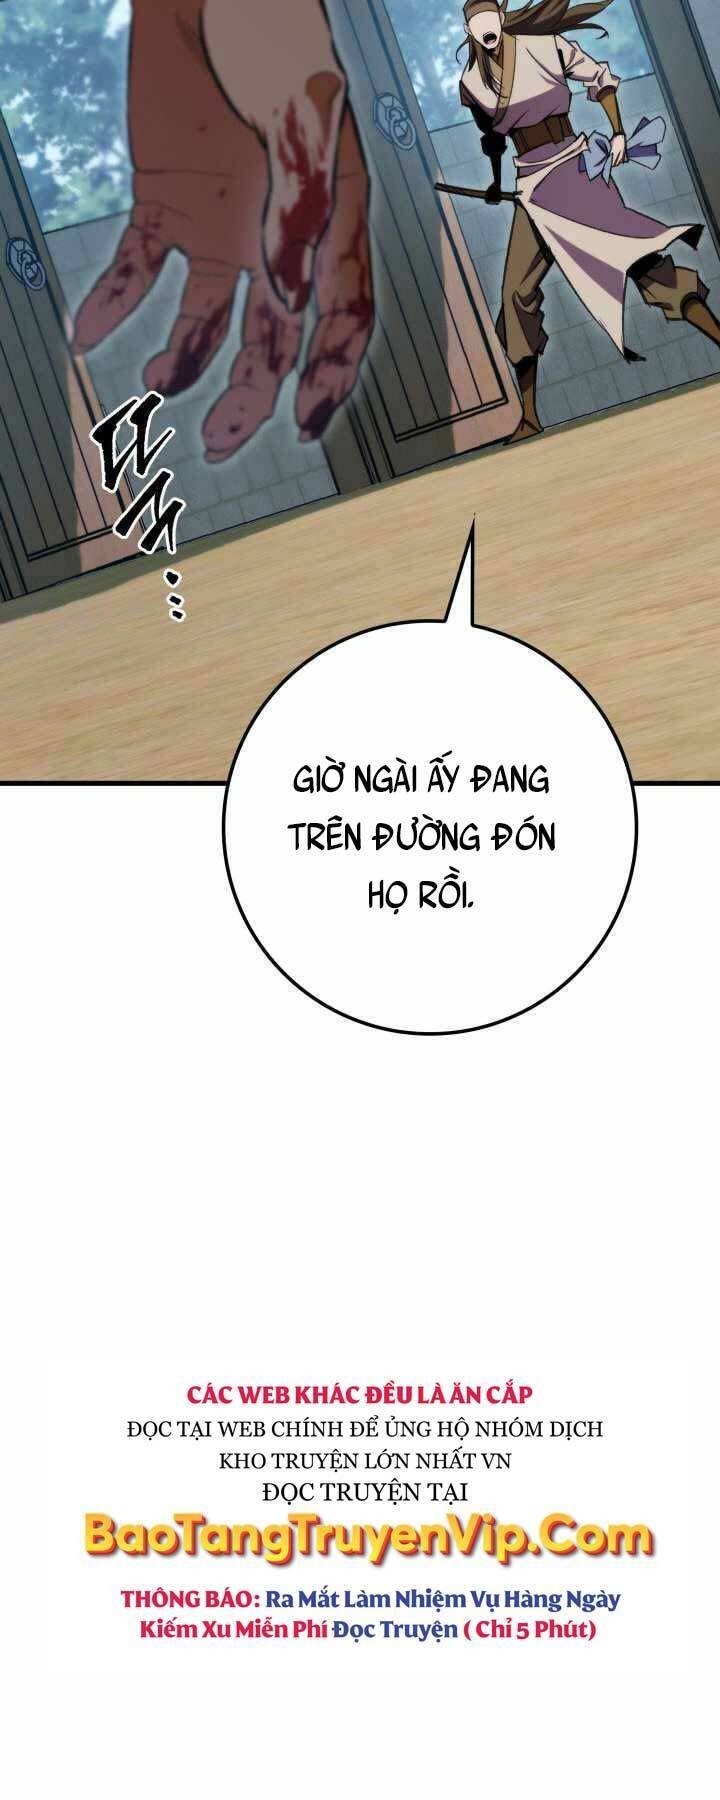 GIỜ NGÀI ẤY ĐANG
TRÊN ĐƯỜNG ĐÓN
HỌ RỒI.
CÁC WEB KHÁC ĐỀU LÀ ĂN CẮP
ĐỌC TẠI WEB CHÍNH ĐỂ ỦNG HỘ NHÓM DỊCH
KHO TRUYỆN LỚN NHẤT VN
ĐỌC TRUYỆN TẠI
BaoTangTruyenVip.Com
THÔNG BÁO: Ra Mắt Làm Nhiệm Vụ Hàng Ngày
Kiếm Xu Miễn Phí Đọc Truyện ( Chỉ 5 Phút)